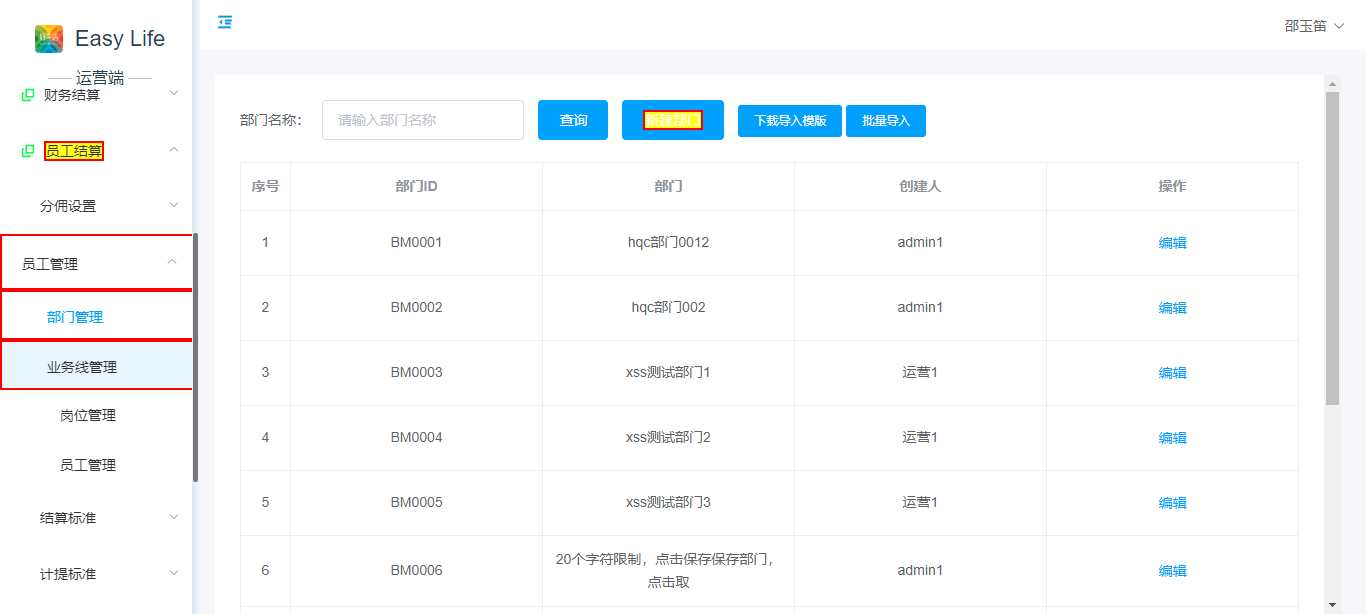 Easy Life
运营端
财务结算
员工结算
分佣设置
员工管理
部门管理
业务线管理
岗位管理
员工管理
结算标准
计提标准
邵玉笛
部门名称： 请输入部门名称 查询 新建部门 下载导入模版 批量导入
序号 部门ID 部门 创建人 操作
1 BM0001 hqc部门0012 admin1 编辑
2 BM0002 hqc部门002 admin1 编辑
3 BM0003 xss测试部门1 运营1 编辑
4 BM0004 xss测试部门2 运营1 编辑
5 BM0005 xss测试部门3 运营1 编辑
6 BM0006 20个字符限制，点击保存保存部门，
点击取 admin1 编辑